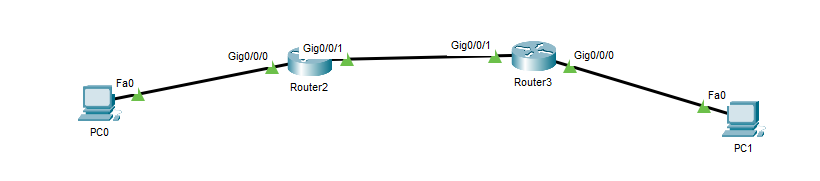 Fa0
PC0
Gig0/0/0
Gig0/0/1
Router2
Gig0/0/1
Router3
Gig0/0/0
Fa0
PC1